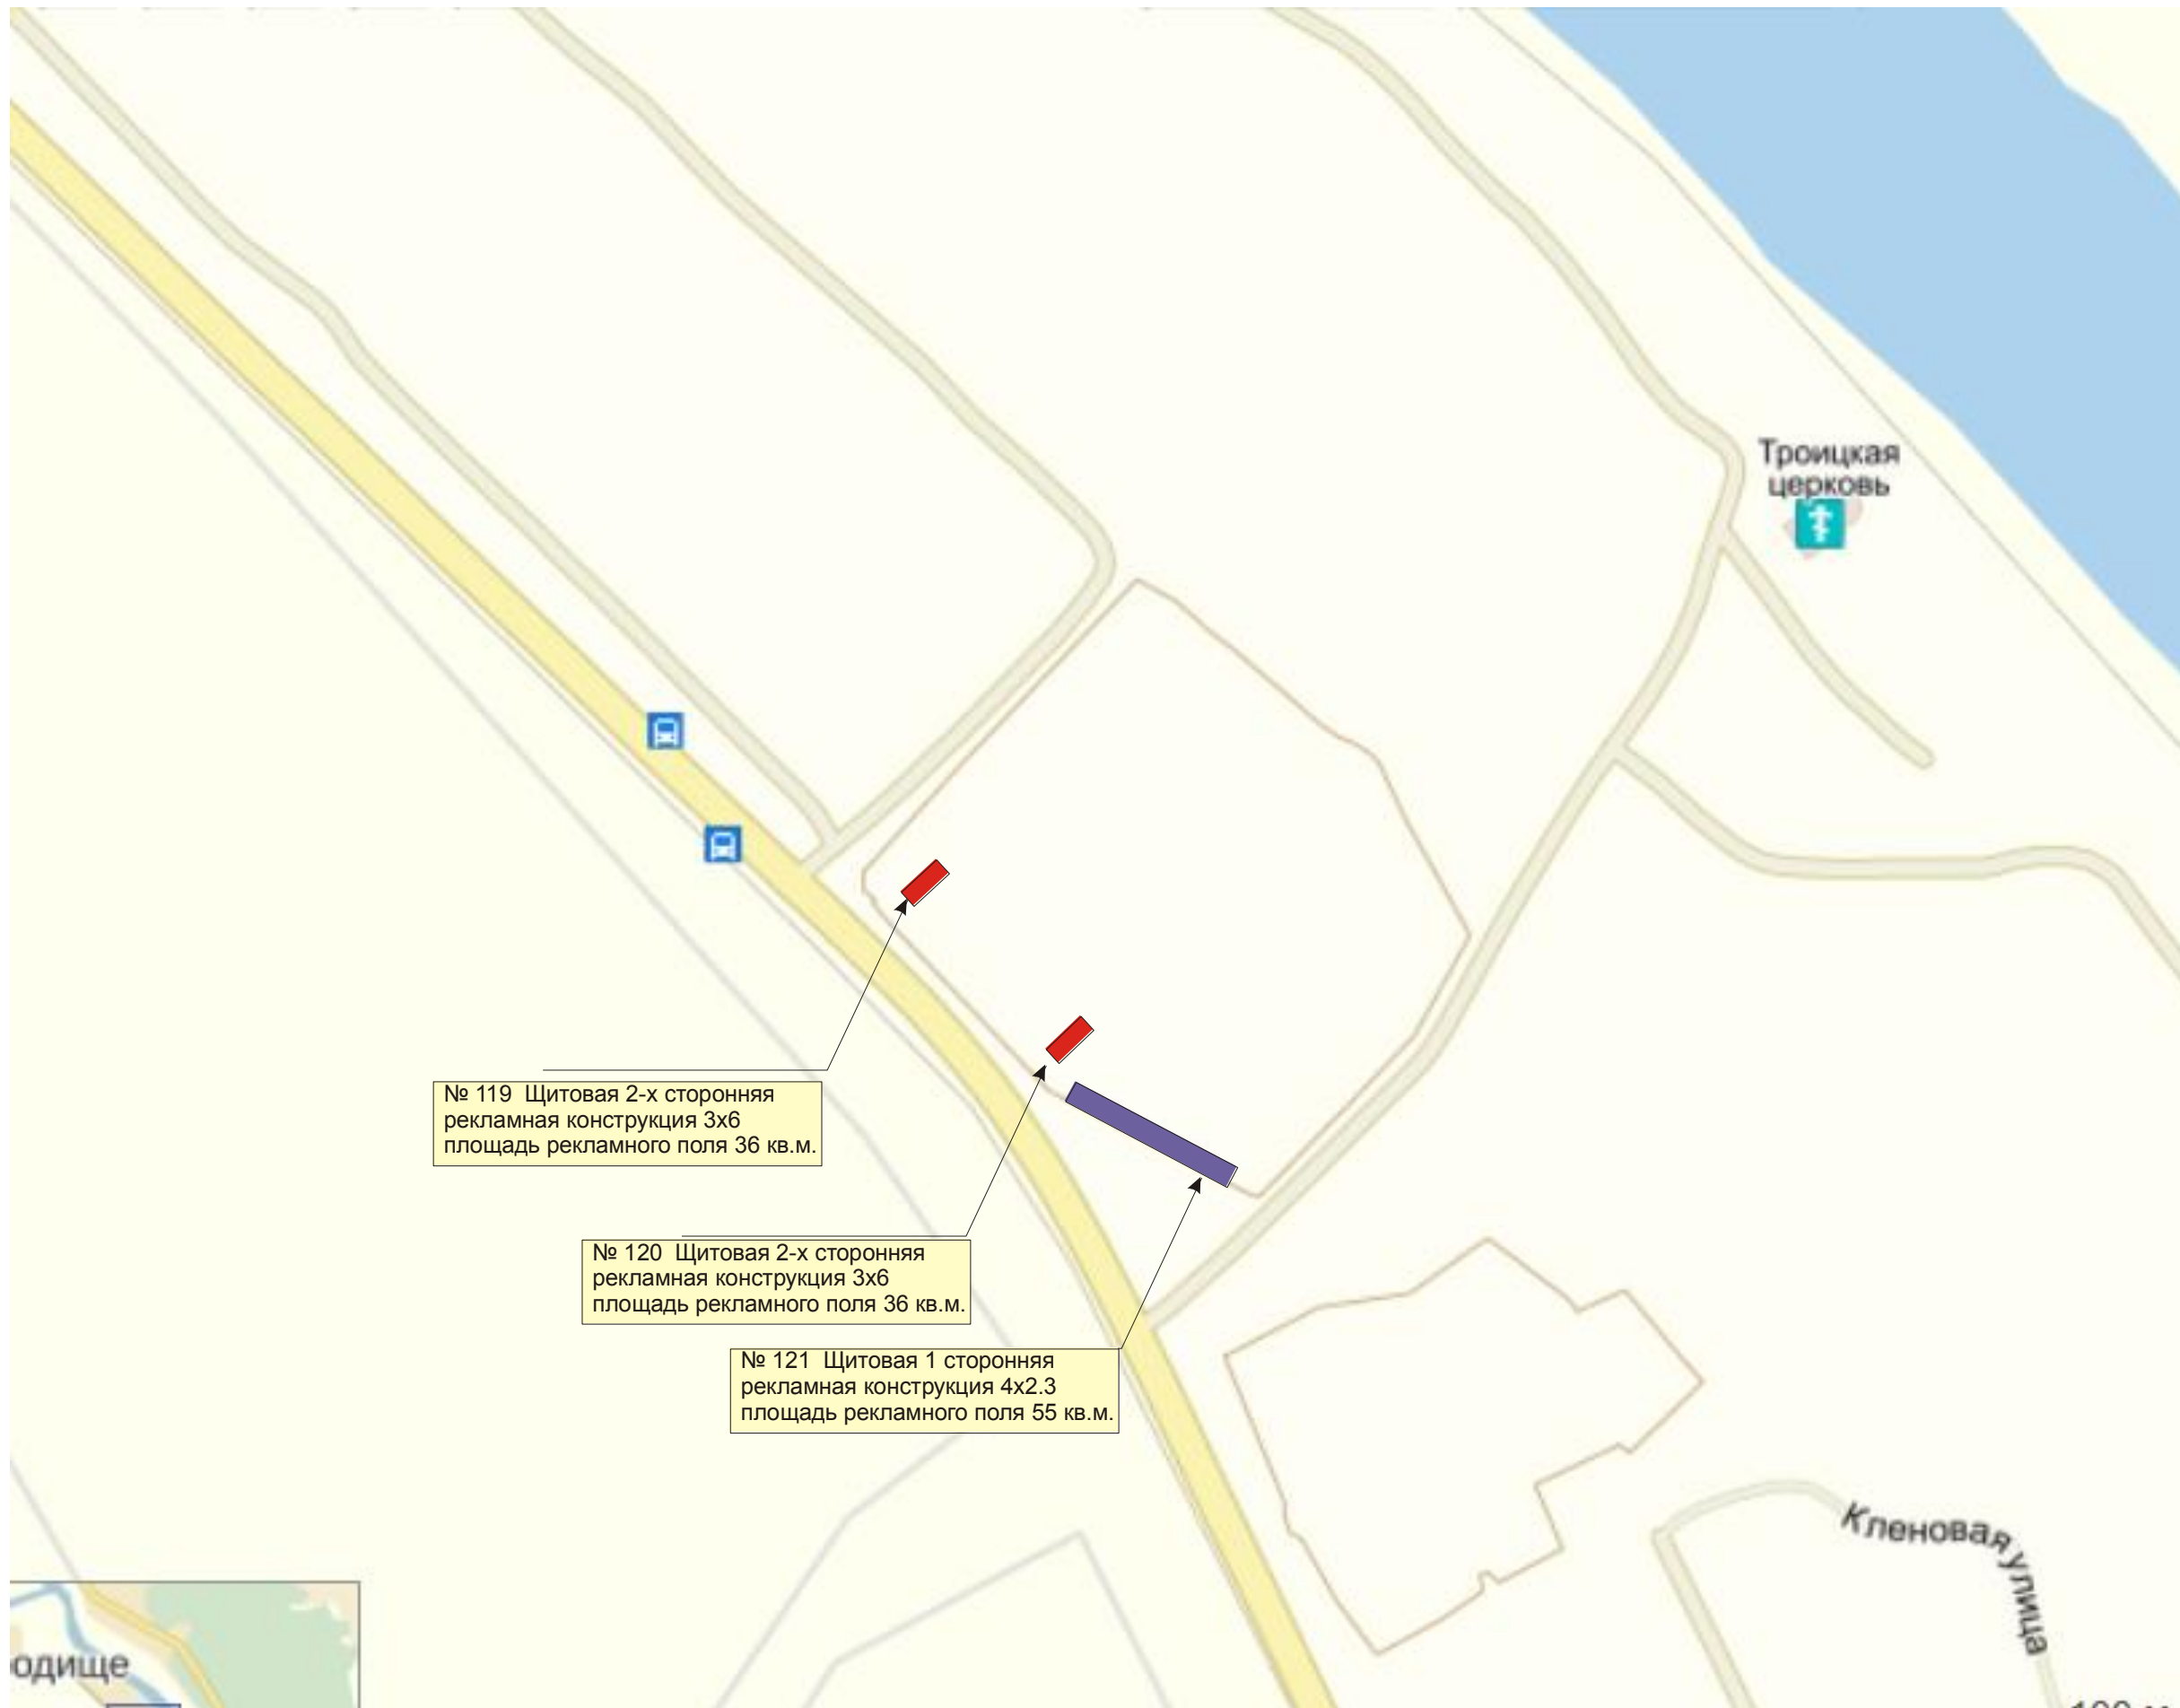 Троицкая
церковь
№ 119 Щитовая 2-х сторонняя
рекламная конструкция 3х6
площадь рекламного поля 36 кв.м.
№ 120 Щитовая 2-х сторонняя
рекламная конструкция 3х6
площадь рекламного поля 36 кв.м.
№ 121 Щитовая 1 сторонняя
рекламная конструкция 4х2.3
площадь рекламного поля 55 кв.м.
Кленовая улица
одище